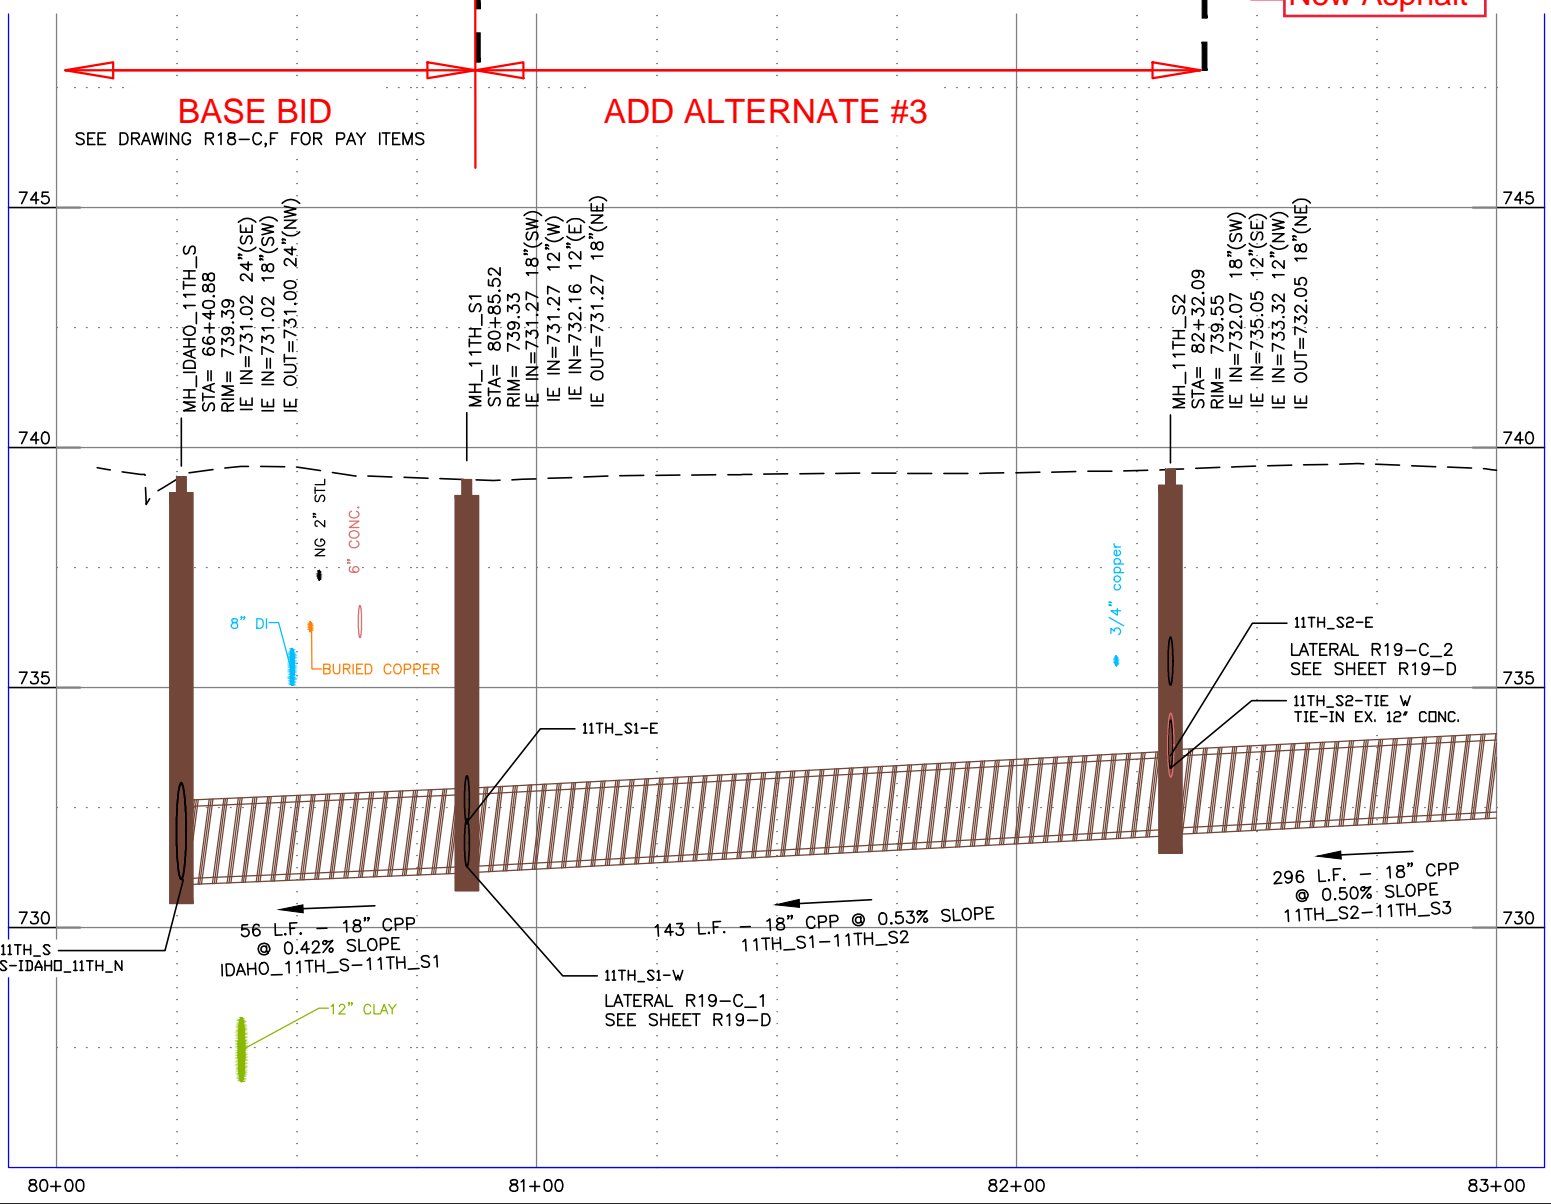 New Asphalt
BASE BID
ADD ALTERNATE #3
SEE DRAWING R18-C,F FOR PAY ITEMS
745
745
MH_IDAHO_11TH_S
STA= 66+40.88
RIM= 739.39
IE IN=731.02 24"(SE)
IE IN=731.02 18"(SW)
IE OUT=731.00 24"(NW)
MH_11TH_S1
STA= 80+85.52
RIM= 739.33
IE IN=731.27 18"(SW)
IE IN=731.27 12"(W)
IE IN=732.16 12"(E)
IE OUT=731.27 18"(NE)
MH_11TH_S2
STA= 82+32.09
RIM= 739.55
IE IN=732.07 18"(SW)
IE IN=735.05 12"(SE)
IE IN=733.32 12"(NW)
IE OUT=732.05 18"(NE)
740
740
NG 2" STL
6" CONC.
3/4" copper
8" DI
BURIED COPPER
11TH_S2-E
LATERAL R19-C_2
SEE SHEET R19-D
735
735
11TH_S2-TIE W
TIE-IN EX. 12" CONC.
11TH_S1-E
296 L.F. - 18" CPP
@ 0.50% SLOPE
11TH_S2-11TH_S3
730
730
56 L.F. - 18" CPP
@ 0.42% SLOPE
IDAHO_11TH_S-11TH_S1
143 L.F. - 18" CPP @ 0.53% SLOPE
11TH_S1-11TH_S2
11TH_S
S-IDAHO_11TH_N
11TH_S1-W
LATERAL R19-C_1
SEE SHEET R19-D
12" CLAY
80+00
81+00
82+00
83+00